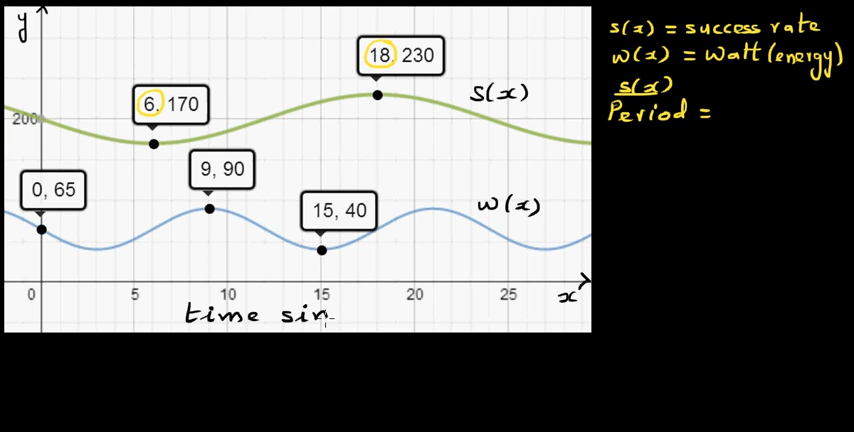 y
s(x) = success rate
w(x) = Watt (energy)
s(x)
Period =
18, 230
s(x)
6, 170
200
9, 90
0, 65
15, 40
w(x)
0 5 10 15 20 25 x
time sin